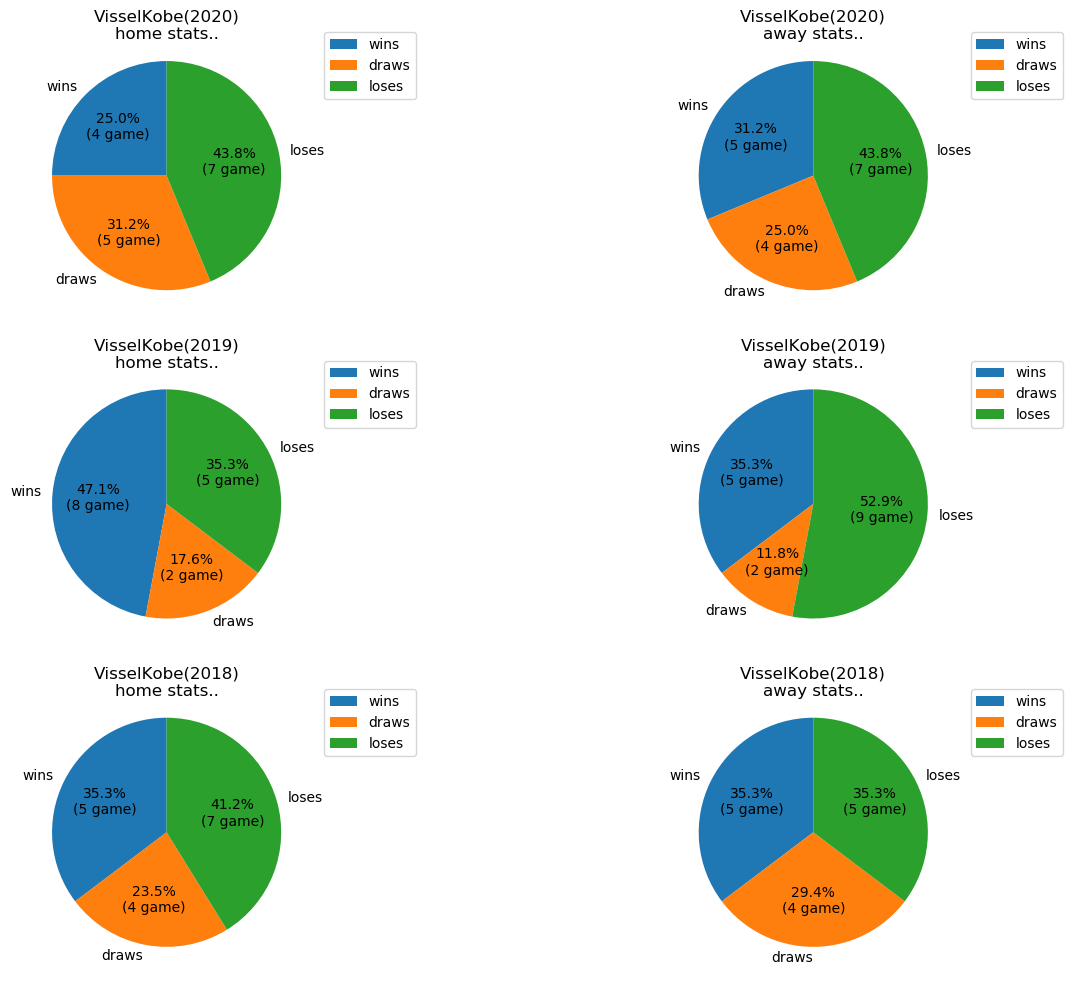 VisselKobe(2020)
home stats..
wins
draws
loses
wins
25.0%
(4 game)
43.8%
(7 game)
loses
31.2%
(5 game)
draws
VisselKobe(2020)
away stats..
wins
draws
loses
wins
31.2%
(5 game)
43.8%
(7 game)
loses
25.0%
(4 game)
draws
VisselKobe(2019)
home stats..
wins
draws
loses
loses
35.3%
(5 game)
wins
47.1%
(8 game)
17.6%
(2 game)
draws
VisselKobe(2019)
away stats..
wins
draws
loses
wins
35.3%
(5 game)
52.9%
(9 game)
loses
11.8%
(2 game)
draws
VisselKobe(2018)
home stats..
wins
draws
loses
wins
35.3%
(5 game)
41.2%
(7 game)
loses
23.5%
(4 game)
draws
VisselKobe(2018)
away stats..
wins
draws
loses
wins
35.3%
(5 game)
35.3%
(5 game)
loses
29.4%
(4 game)
draws